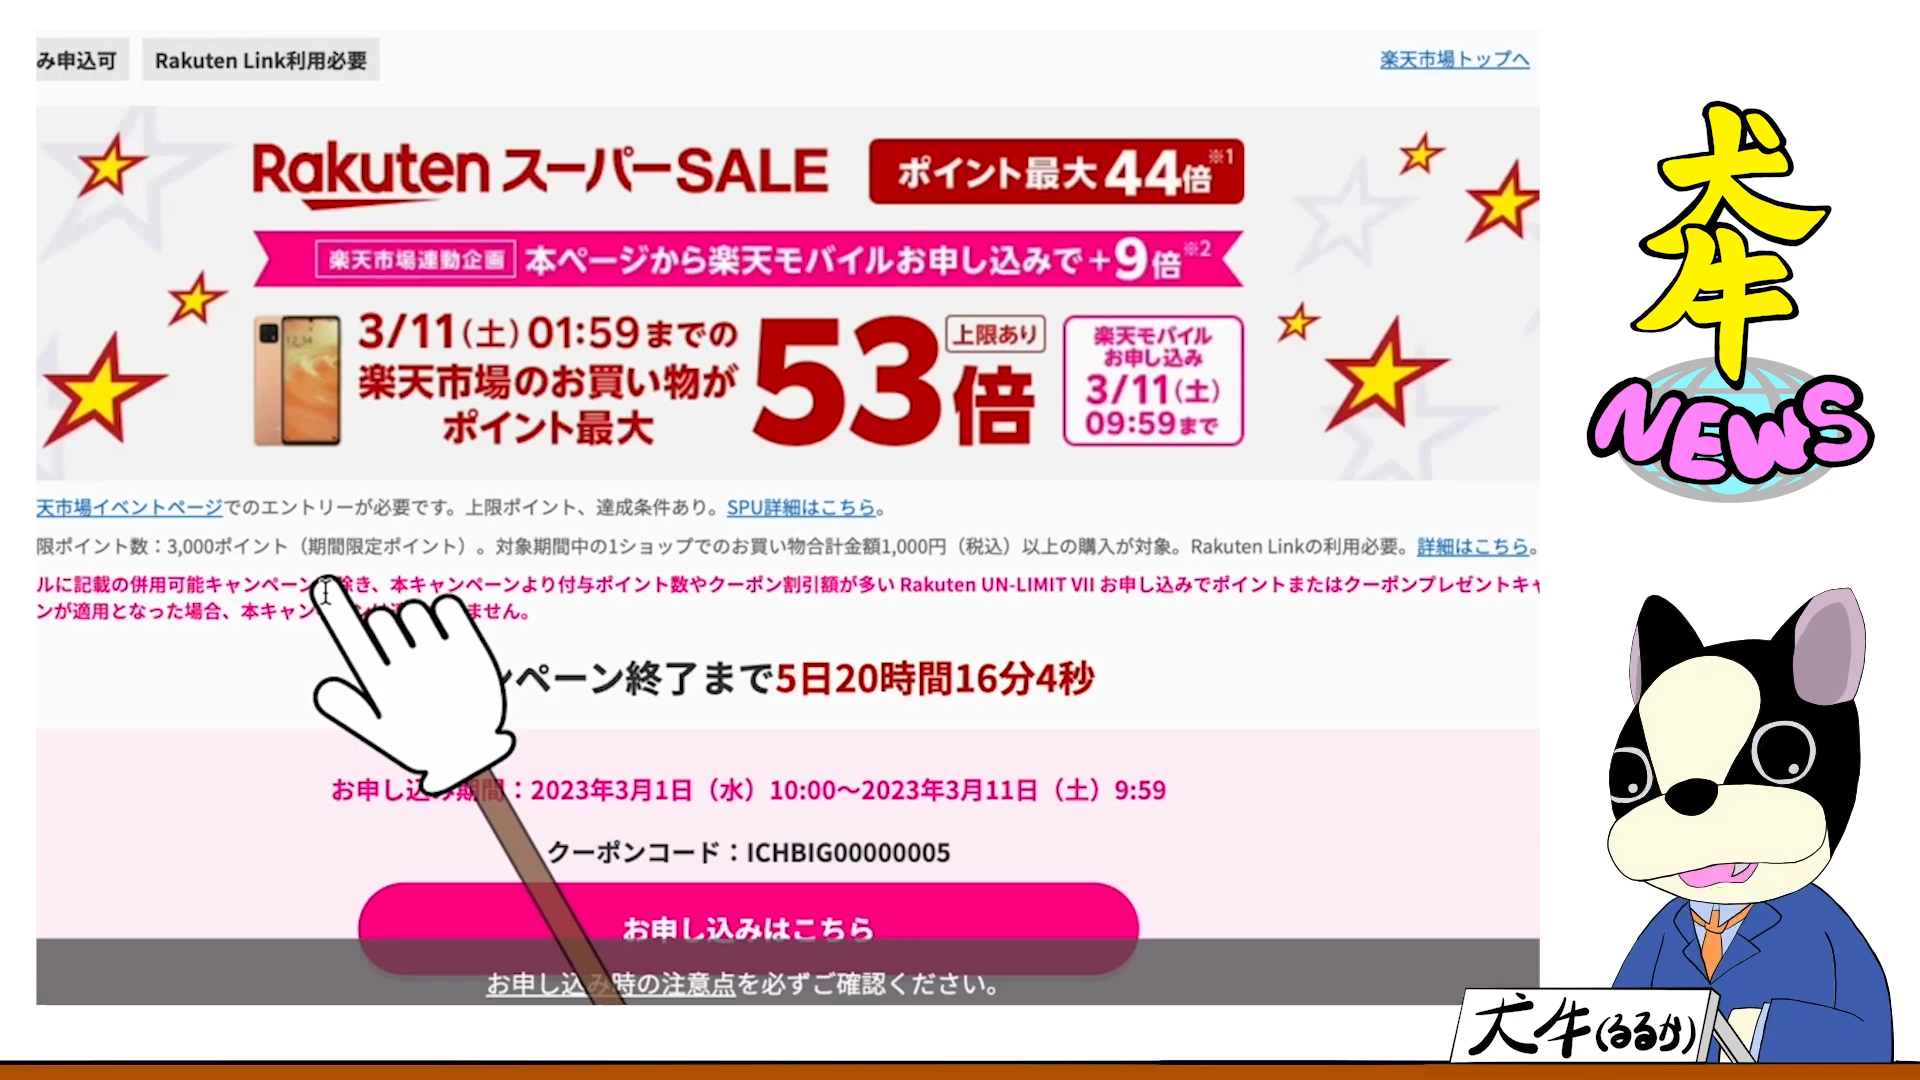 み申込可
Rakuten Link利用必要
楽天市場トップへ
Rakuten スーパーSALE
ポイント最大44倍※1
楽天市場連動企画 本ページから楽天モバイルお申し込みで+9倍※2
3/11(土)01:59までの
楽天市場のお買い物が
ポイント最大
53倍
上限あり
楽天モバイル
お申し込み
3/11(土)
09:59まで
12:34
天市場イベントページでのエントリーが必要です。上限ポイント、達成条件あり。SPU詳細はこちら。
限ポイント数：3,000ポイント（期間限定ポイント）。対象期間中の1ショップでのお買い物合計金額1,000円（税込）以上の購入が対象。Rakuten Linkの利用必要。詳細はこちら。
ルに記載の併用可能キャンペーン 除き、本キャンペーンより付与ポイント数やクーポン割引額が多い Rakuten UN-LIMIT VII お申し込みでポイントまたはクーポンプレゼントキャ
ンが適用となった場合、本キャン ません。
ンペーン終了まで5日20時間16分4秒
お申し込み期間：2023年3月1日（水）10:00～2023年3月11日（土）9:59
クーポンコード：ICHBIG00000005
お申し込みはこちら
お申し込み時の注意点を必ずご確認ください。
犬牛
NEWS
犬牛(るるか)